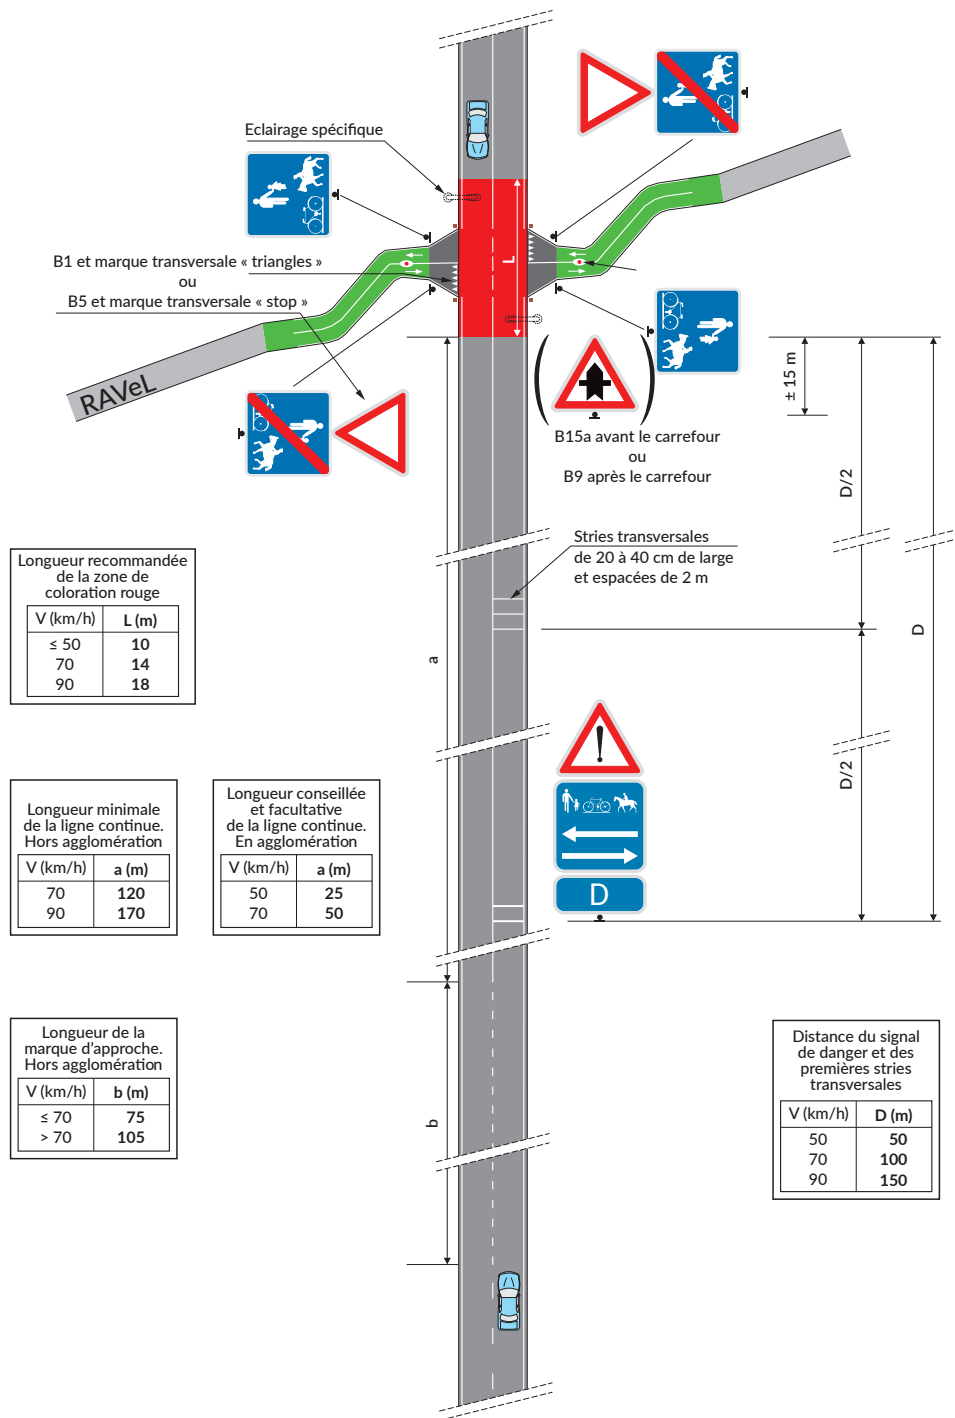 Eclairage spécifique
B1 et marque transversale « triangles »
ou
B5 et marque transversale « stop »
L
RAVeL
± 15 m
B15a avant le carrefour
ou
B9 après le carrefour
D/2
Stries transversales
de 20 à 40 cm de large
et espacées de 2 m
D
a
Longueur recommandée
de la zone de
coloration rouge
V (km/h) L (m)
≤ 50 10
70 14
90 18
!
D/2
D
Longueur minimale
de la ligne continue.
Hors agglomération
V (km/h) a (m)
70 120
90 170
Longueur conseillée
et facultative
de la ligne continue.
En agglomération
V (km/h) a (m)
50 25
70 50
Longueur de la
marque d'approche.
Hors agglomération
V (km/h) b (m)
≤ 70 75
> 70 105
b
Distance du signal
de danger et des
premières stries
transversales
V (km/h) D (m)
50 50
70 100
90 150